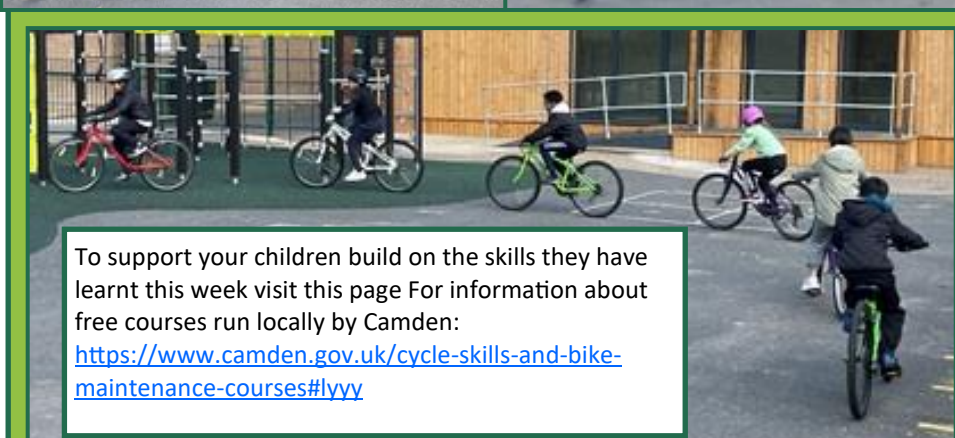 To support your children build on the skills they have
learnt this week visit this page For information about
free courses run locally by Camden:
https://www.camden.gov.uk/cycle-skills-and-bike-
maintenance-courses#lyyy